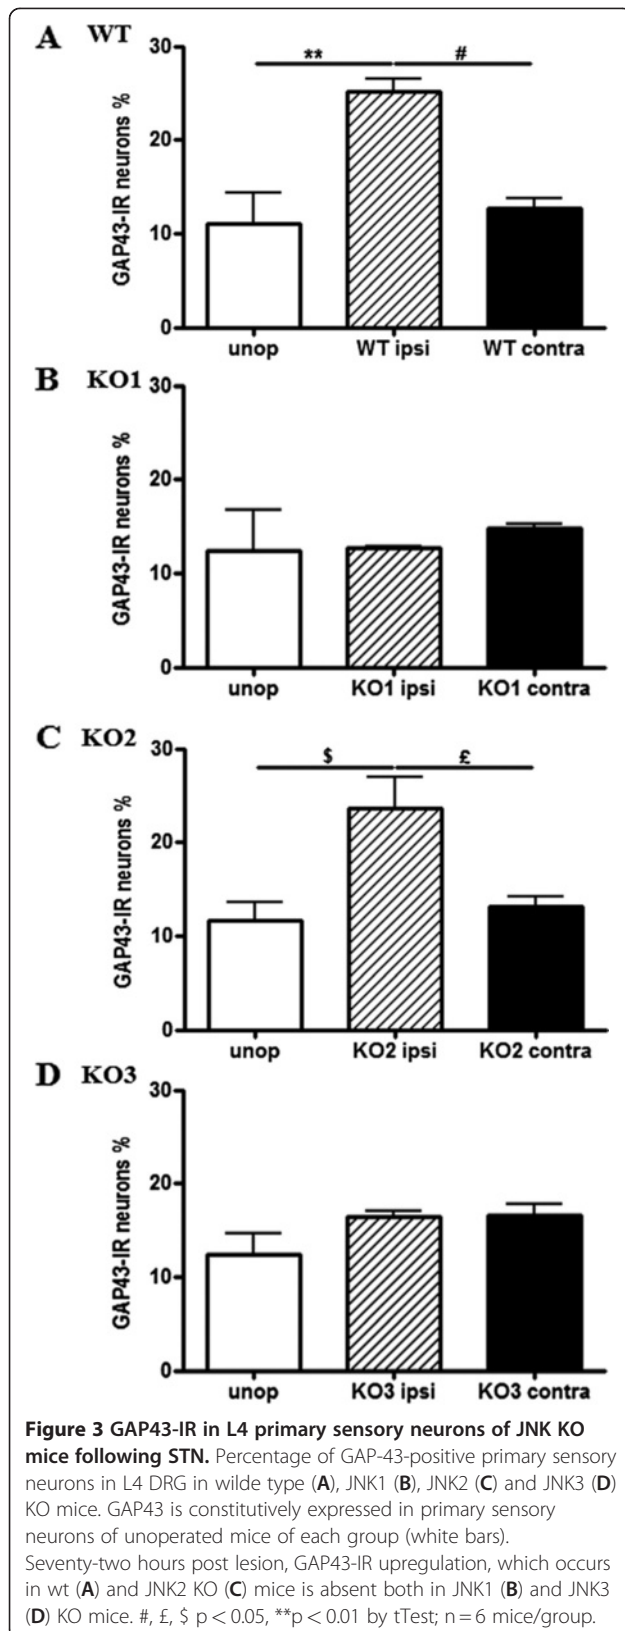 A WT
30
20
10
0
GAP43-IR neurons %
**
#
unop WT ipsi WT contra
B KO1
30
20
10
0
GAP43-IR neurons %
unop KO1 ipsi KO1 contra
C KO2
30
20
10
0
GAP43-IR neurons %
$
£
unop KO2 ipsi KO2 contra
D KO3
30
20
10
0
GAP43-IR neurons %
unop KO3 ipsi KO3 contra
Figure 3 GAP43-IR in L4 primary sensory neurons of JNK KO
mice following STN. Percentage of GAP-43-positive primary sensory
neurons in L4 DRG in wilde type (A), JNK1 (B), JNK2 (C) and JNK3 (D)
KO mice. GAP43 is constitutively expressed in primary sensory
neurons of unoperated mice of each group (white bars).
Seventy-two hours post lesion, GAP43-IR upregulation, which occurs
in wt (A) and JNK2 KO (C) mice is absent both in JNK1 (B) and JNK3
(D) KO mice. #, £, $ p < 0.05, **p < 0.01 by tTest; n = 6 mice/group.